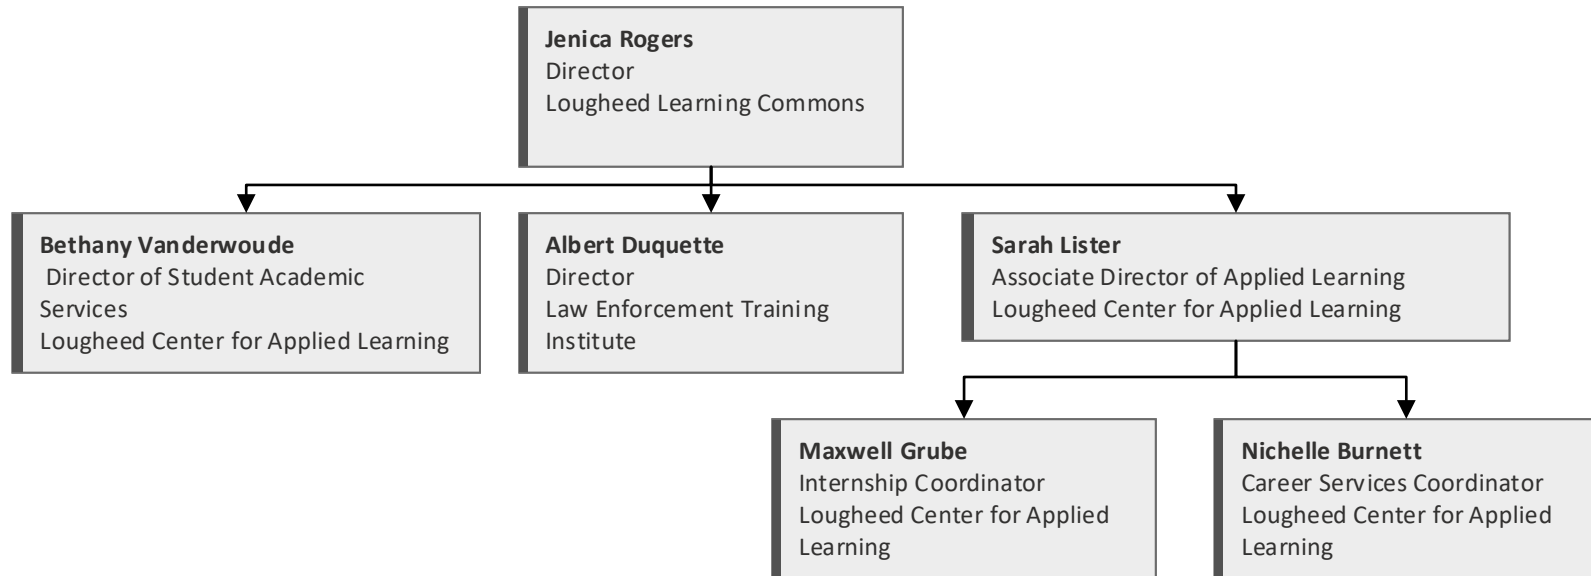 Jenica Rogers
Director
Lougheed Learning Commons
Bethany Vanderwoude
Director of Student Academic
Services
Lougheed Center for Applied Learning
Albert Duquette
Director
Law Enforcement Training
Institute
Sarah Lister
Associate Director of Applied Learning
Lougheed Center for Applied Learning
Maxwell Grube
Internship Coordinator
Lougheed Center for Applied
Learning
Nichelle Burnett
Career Services Coordinator
Lougheed Center for Applied
Learning